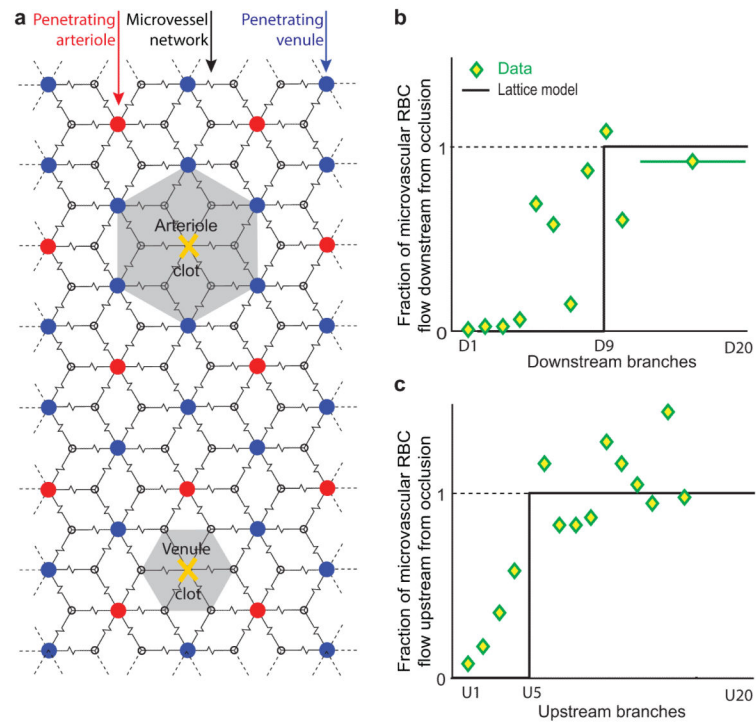 a
Penetrating
arteriole
Microvessel
network
Penetrating
venule
Arteriole
clot
Venule
clot
b
Fraction of microvascular RBC
flow downstream from occlusion
Data
Lattice model
1
0
D1
D9
D20
Downstream branches
c
Fraction of microvascular RBC
flow upstream from occlusion
1
0
U1
U5
U20
Upstream branches